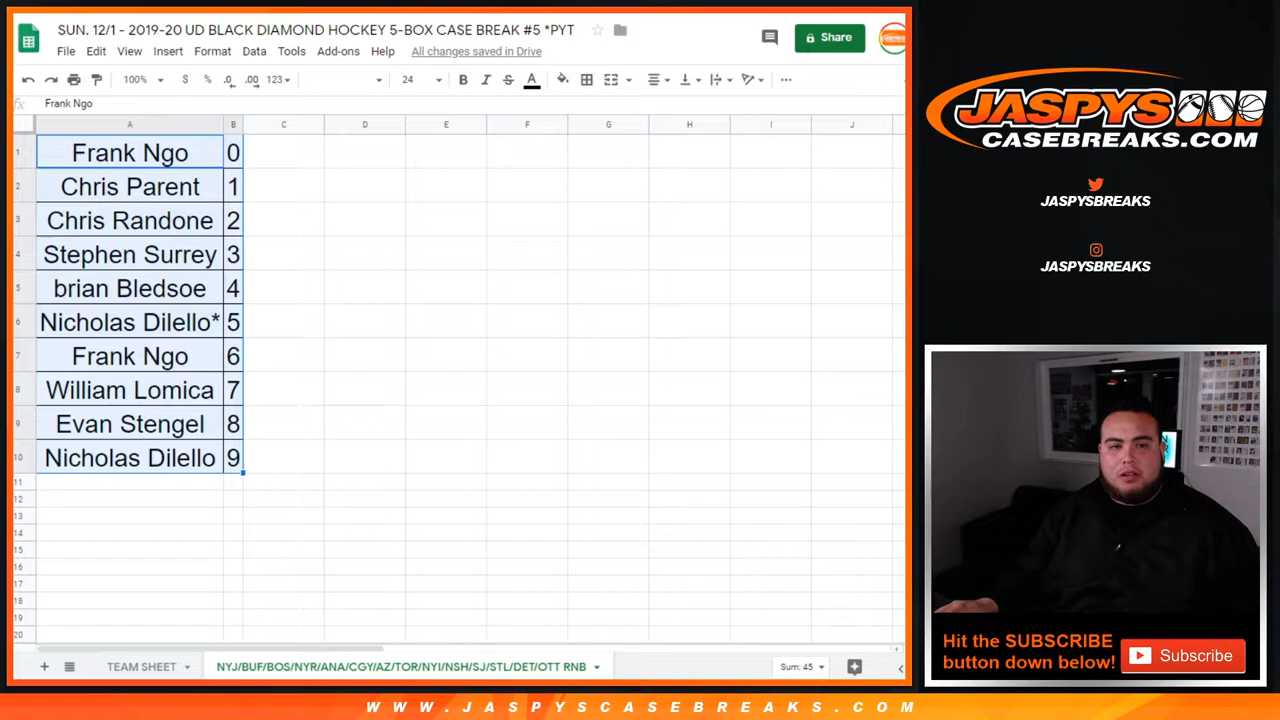 SUN. 12/1 - 2019-20 UD BLACK DIAMOND HOCKEY 5-BOX CASE BREAK #5 *PYT
File Edit View Insert Format Data Tools Add-ons Help All changes saved in Drive
Share
100% $ % .0 .00 123 24 B I S A
fx Frank Ngo
A B C D E F G H I J
1 Frank Ngo 0
2 Chris Parent 1
3 Chris Randone 2
4 Stephen Surrey 3
5 brian Bledsoe 4
6 Nicholas Dilello* 5
7 Frank Ngo 6
8 William Lomica 7
9 Evan Stengel 8
10 Nicholas Dilello 9
11
12
13
14
15
16
17
18
19
20
TEAM SHEET NYJ/BUF/BOS/NYR/ANA/CGY/AZ/TOR/NYI/NSH/SJ/STL/DET/OTT RNB Sum: 45
JASPYS
CASEBREAKS.COM
JASPYSBREAKS
JASPYSBREAKS
Hit the SUBSCRIBE
button down below!
Subscribe
WWW.JASPYSCASEBREAKS.COM